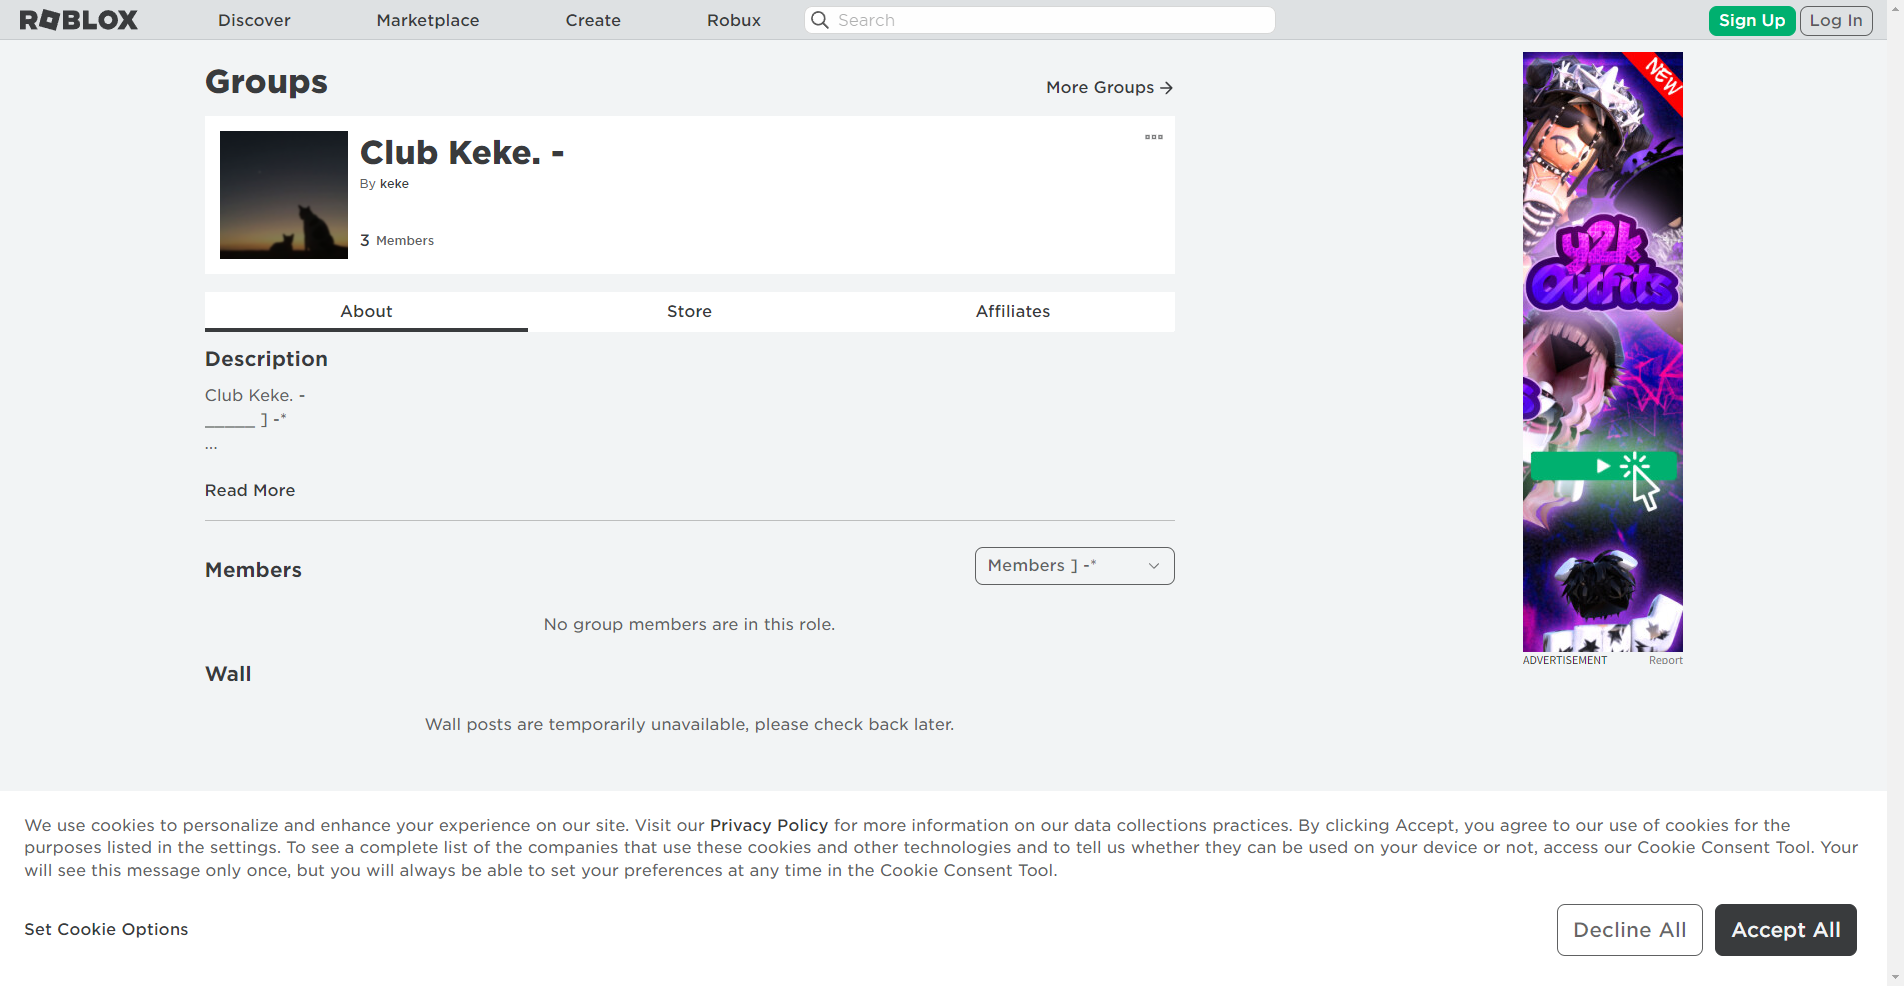 ROBLOX
Discover
Marketplace
Create
Robux
Search
Sign Up
Log In
Groups
More Groups
Club Keke. -
By keke
3 Members
About
Store
Affiliates
Description
Club Keke. -
_____ ] -*
...
Read More
Members
Members ] -*
No group members are in this role.
Wall
Wall posts are temporarily unavailable, please check back later.
NEW
y2k
Outfits
ADVERTISEMENT
Report
We use cookies to personalize and enhance your experience on our site. Visit our Privacy Policy for more information on our data collections practices. By clicking Accept, you agree to our use of cookies for the
purposes listed in the settings. To see a complete list of the companies that use these cookies and other technologies and to tell us whether they can be used on your device or not, access our Cookie Consent Tool. Your
will see this message only once, but you will always be able to set your preferences at any time in the Cookie Consent Tool.
Set Cookie Options
Decline All
Accept All